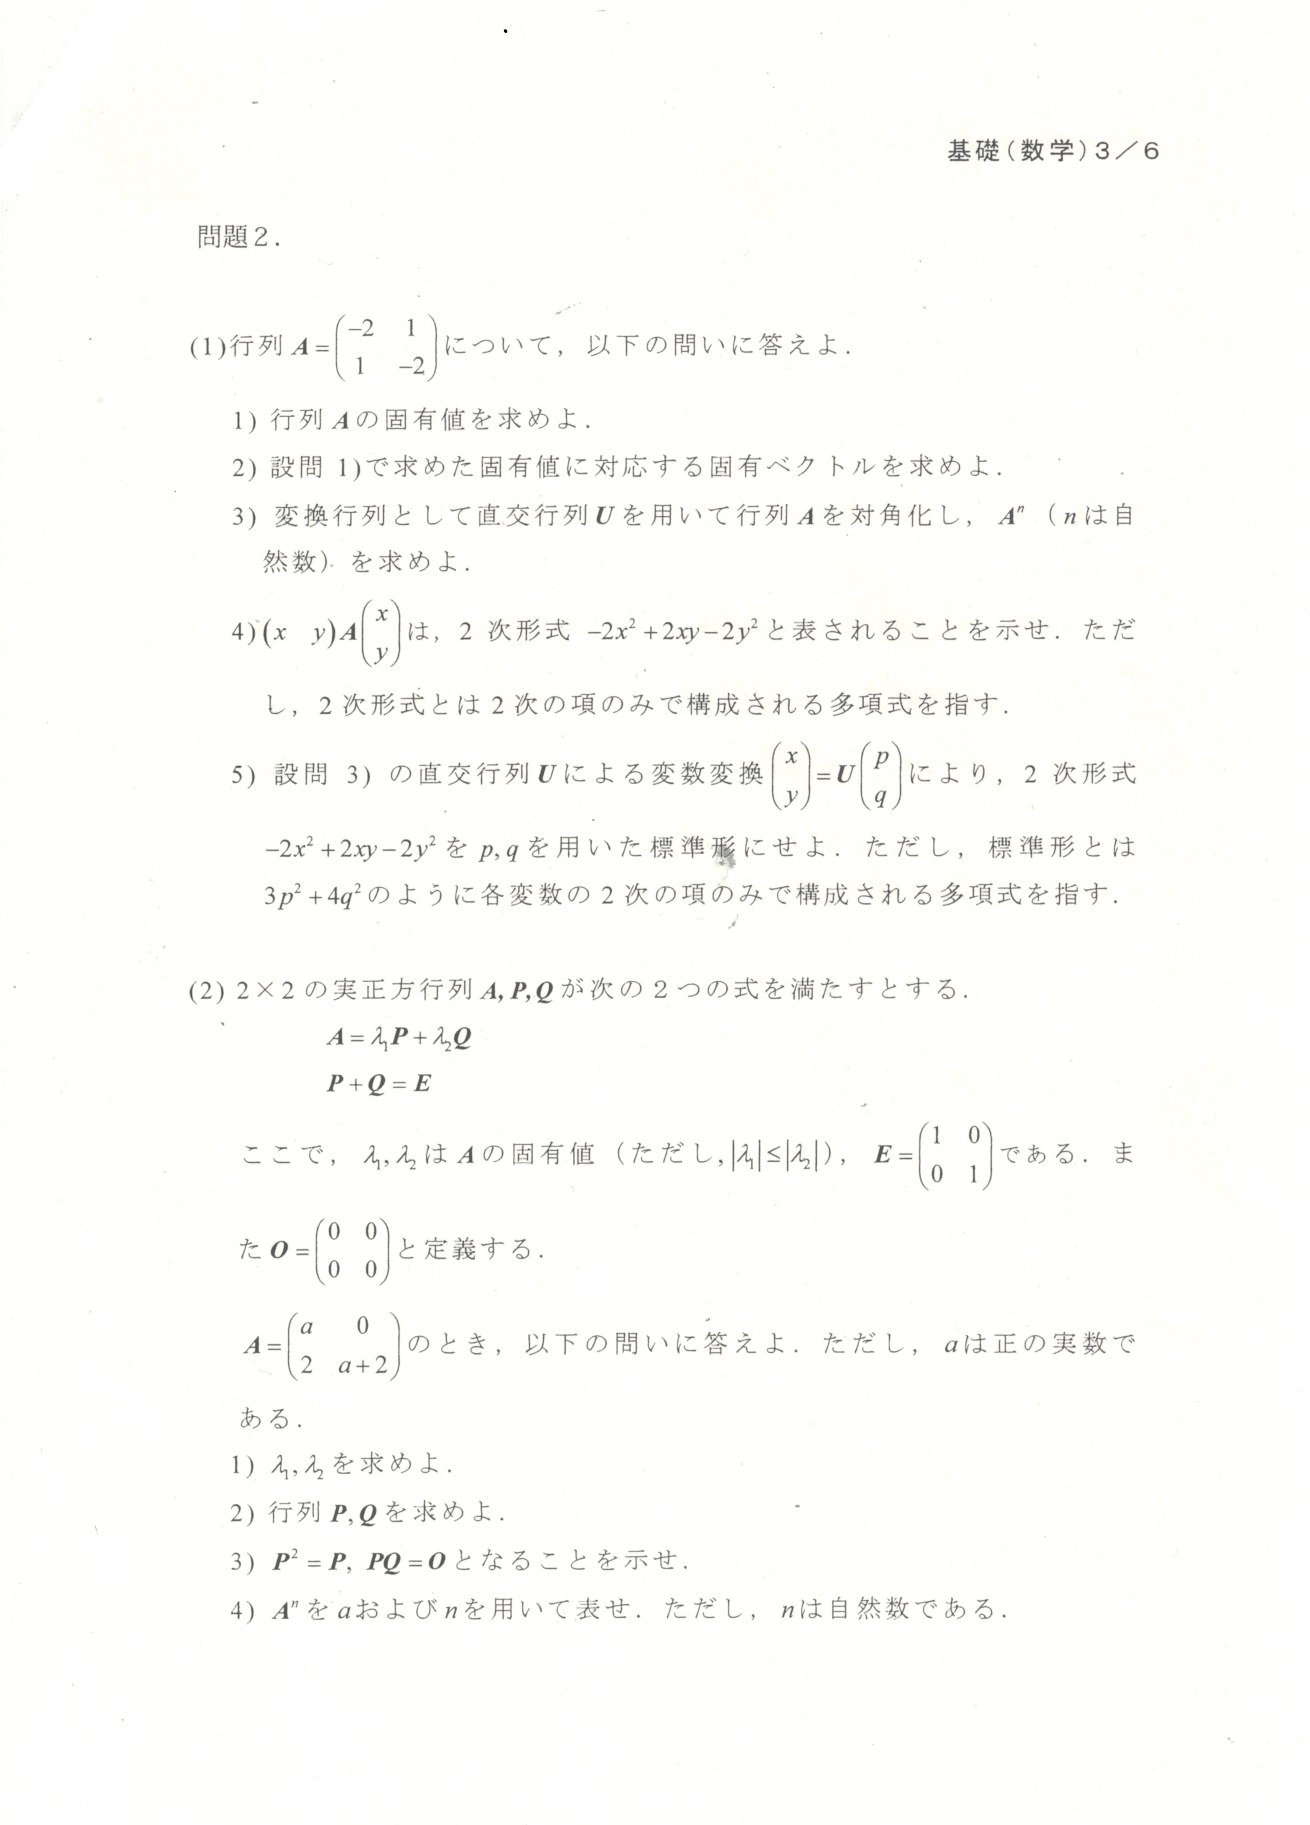 基礎(数学)3／6
問題2．
(1)行列 A=(-2 1
1 -2)について，以下の問いに答えよ．
1) 行列 A の固有値を求めよ．
2) 設問 1)で求めた固有値に対応する固有ベクトルを求めよ．
3) 変換行列として直交行列 U を用いて行列 A を対角化し，Aⁿ（n は自
然数）を求めよ．
4)(x y)A(x
y)は，2 次形式 −2x²+2xy−2y² と表されることを示せ．ただ
し，2 次形式とは 2 次の項のみで構成される多項式を指す．
5) 設問 3) の直交行列 U による変数変換(x
y)=U(p
q)により，2 次形式
−2x²+2xy−2y² を p,q を用いた標準形にせよ．ただし，標準形とは
3p²+4q² のように各変数の 2 次の項のみで構成される多項式を指す．
(2) 2×2 の実正方行列 A, P, Q が次の 2 つの式を満たすとする．
A=λ₁P+λ₂Q
P+Q=E
ここで，λ₁,λ₂ は A の固有値（ただし,|λ₁|≤|λ₂|），E=(1 0
0 1)である．ま
た O=(0 0
0 0)と定義する．
A=(a 0
2 a+2)のとき，以下の問いに答えよ．ただし，a は正の実数で
ある．
1) λ₁,λ₂ を求めよ．
2) 行列 P, Q を求めよ．
3) P²=P, PQ=O となることを示せ．
4) Aⁿ を a および n を用いて表せ．ただし，n は自然数である．